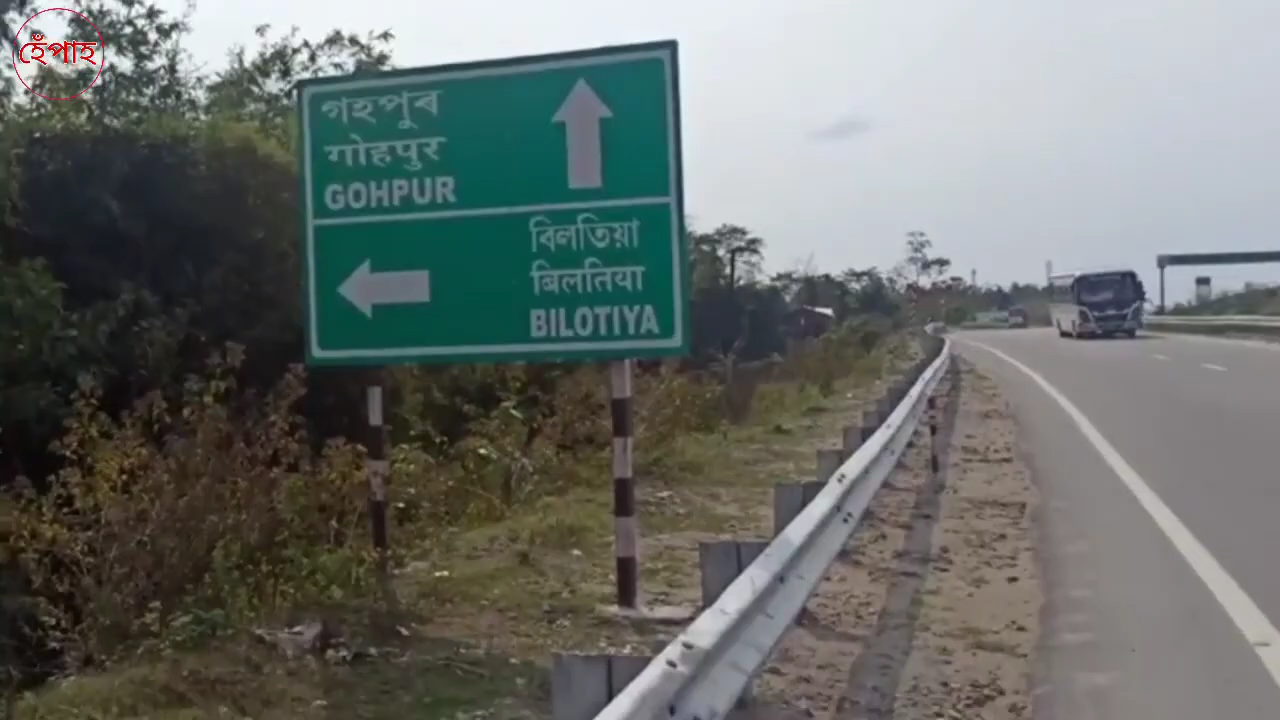 হেঁপাহ
গহপুৰ
गोहपुर
GOHPUR
বিলতিয়া
बिलतिया
BILOTIYA